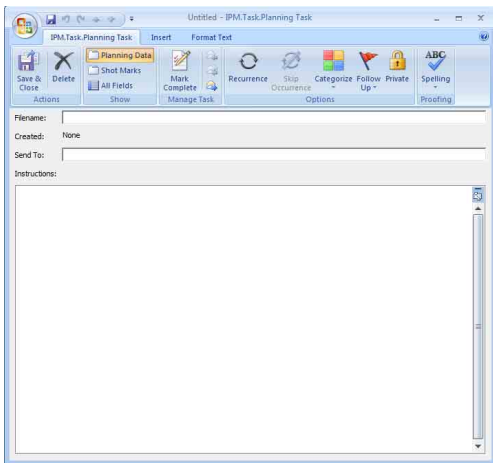 Untitled - IPM.Task.Planning Task
IPM.Task.Planning Task Insert Format Text
Planning Data
Shot Marks
All Fields
Save & Close
Delete
Mark Complete
Recurrence
Skip Occurrence
Categorize
Follow Up
Private
ABC
Spelling
Actions Show Manage Task Options Proofing
Filename:
Created: None
Send To:
Instructions: